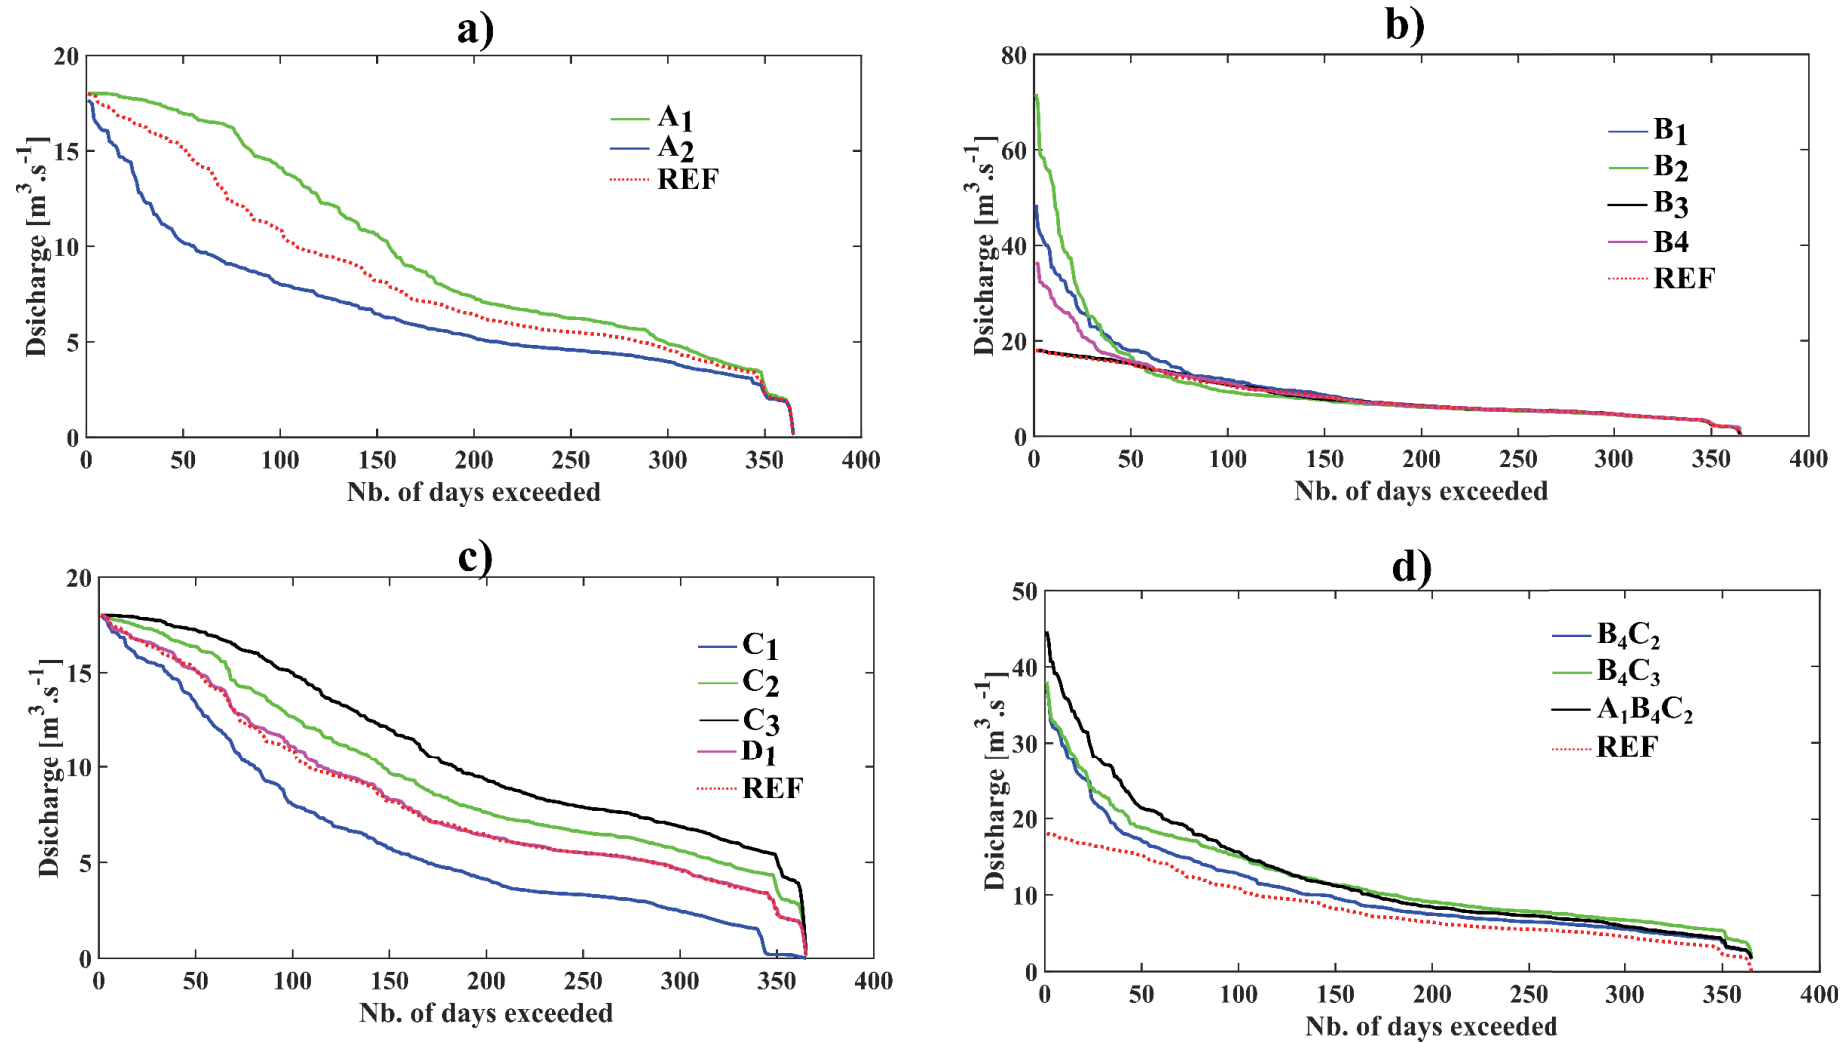 a)
20
15
10
5
0
0 50 100 150 200 250 300 350 400
Dsicharge [m³.s⁻¹]
Nb. of days exceeded
A₁
A₂
REF
b)
80
60
40
20
0
0 50 100 150 200 250 300 350 400
Dsicharge [m³.s⁻¹]
Nb. of days exceeded
B₁
B₂
B₃
B4
REF
c)
20
15
10
5
0
0 50 100 150 200 250 300 350 400
Dsicharge [m³.s⁻¹]
Nb. of days exceeded
C₁
C₂
C₃
D₁
REF
d)
50
40
30
20
10
0
0 50 100 150 200 250 300 350 400
Dsicharge [m³.s⁻¹]
Nb. of days exceeded
B₄C₂
B₄C₃
A₁B₄C₂
REF